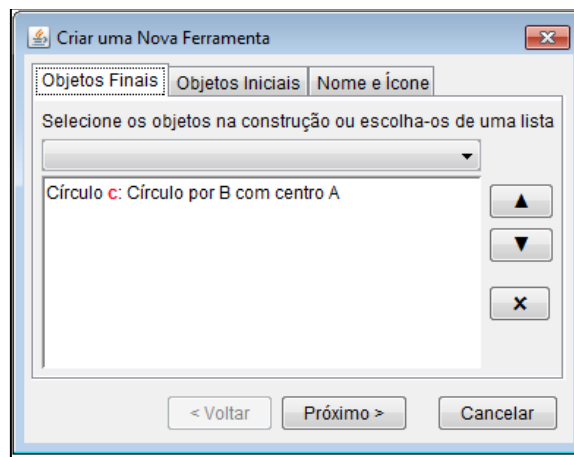 Criar uma Nova Ferramenta
Objetos Finais Objetos Iniciais Nome e Ícone
Selecione os objetos na construção ou escolha-os de uma lista
Círculo c: Círculo por B com centro A
< Voltar Próximo > Cancelar